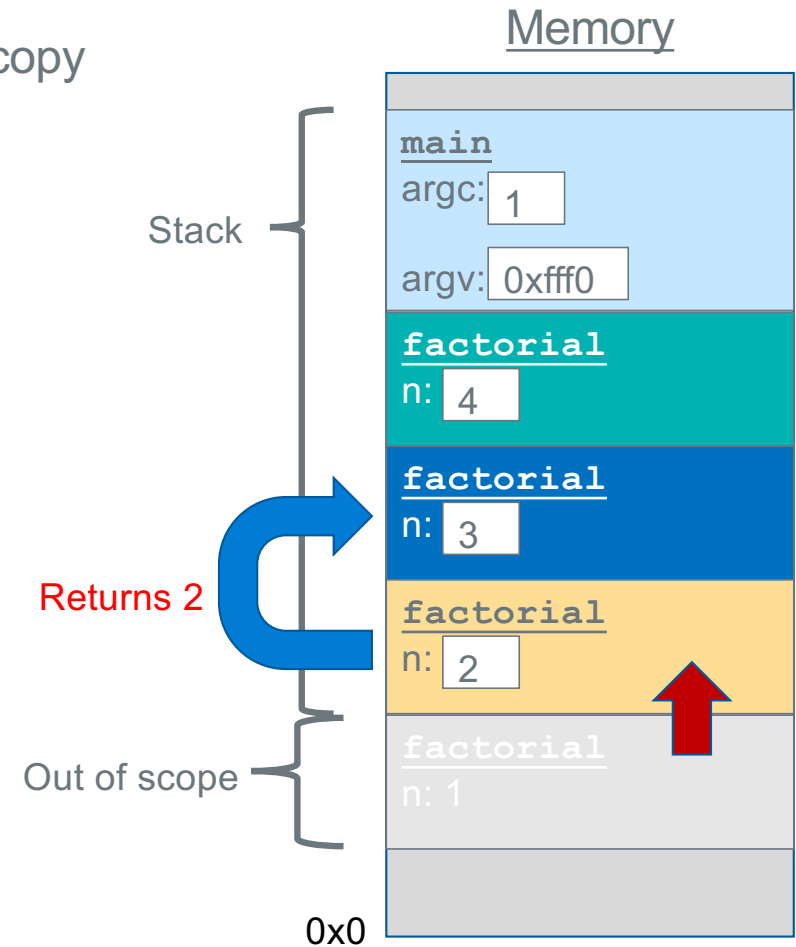 copy
Memory
main
argc: 1
Stack
argv: 0xfff0
factorial
n: 4
factorial
n: 3
Returns 2
factorial
n: 2
factorial
Out of scope
n: 1
0x0